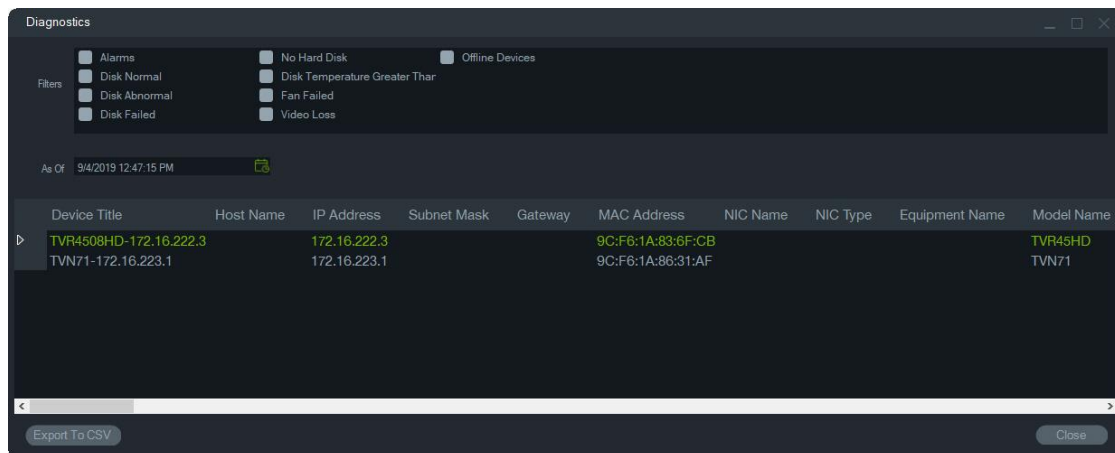 Diagnostics
Alarms No Hard Disk Offline Devices
Filters Disk Normal Disk Temperature Greater Thar
Disk Abnormal Fan Failed
Disk Failed Video Loss
As Of 9/4/2019 12:47:15 PM
Device Title Host Name IP Address Subnet Mask Gateway MAC Address NIC Name NIC Type Equipment Name Model Name
TVR4508HD-172.16.222.3 172.16.222.3 9C:F6:1A:83:6F:CB TVR45HD
TVN71-172.16.223.1 172.16.223.1 9C:F6:1A:86:31:AF TVN71
Export To CSV Close